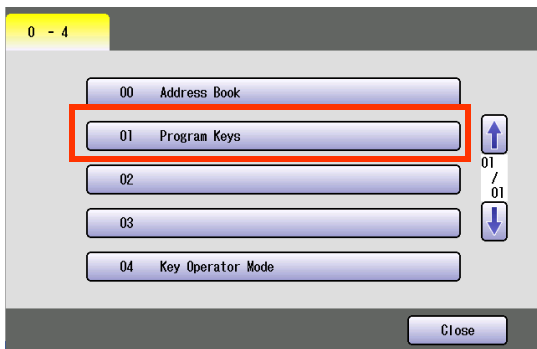 0 - 4
00 Address Book
01 Program Keys
02
03
04 Key Operator Mode
01
/
01
Close